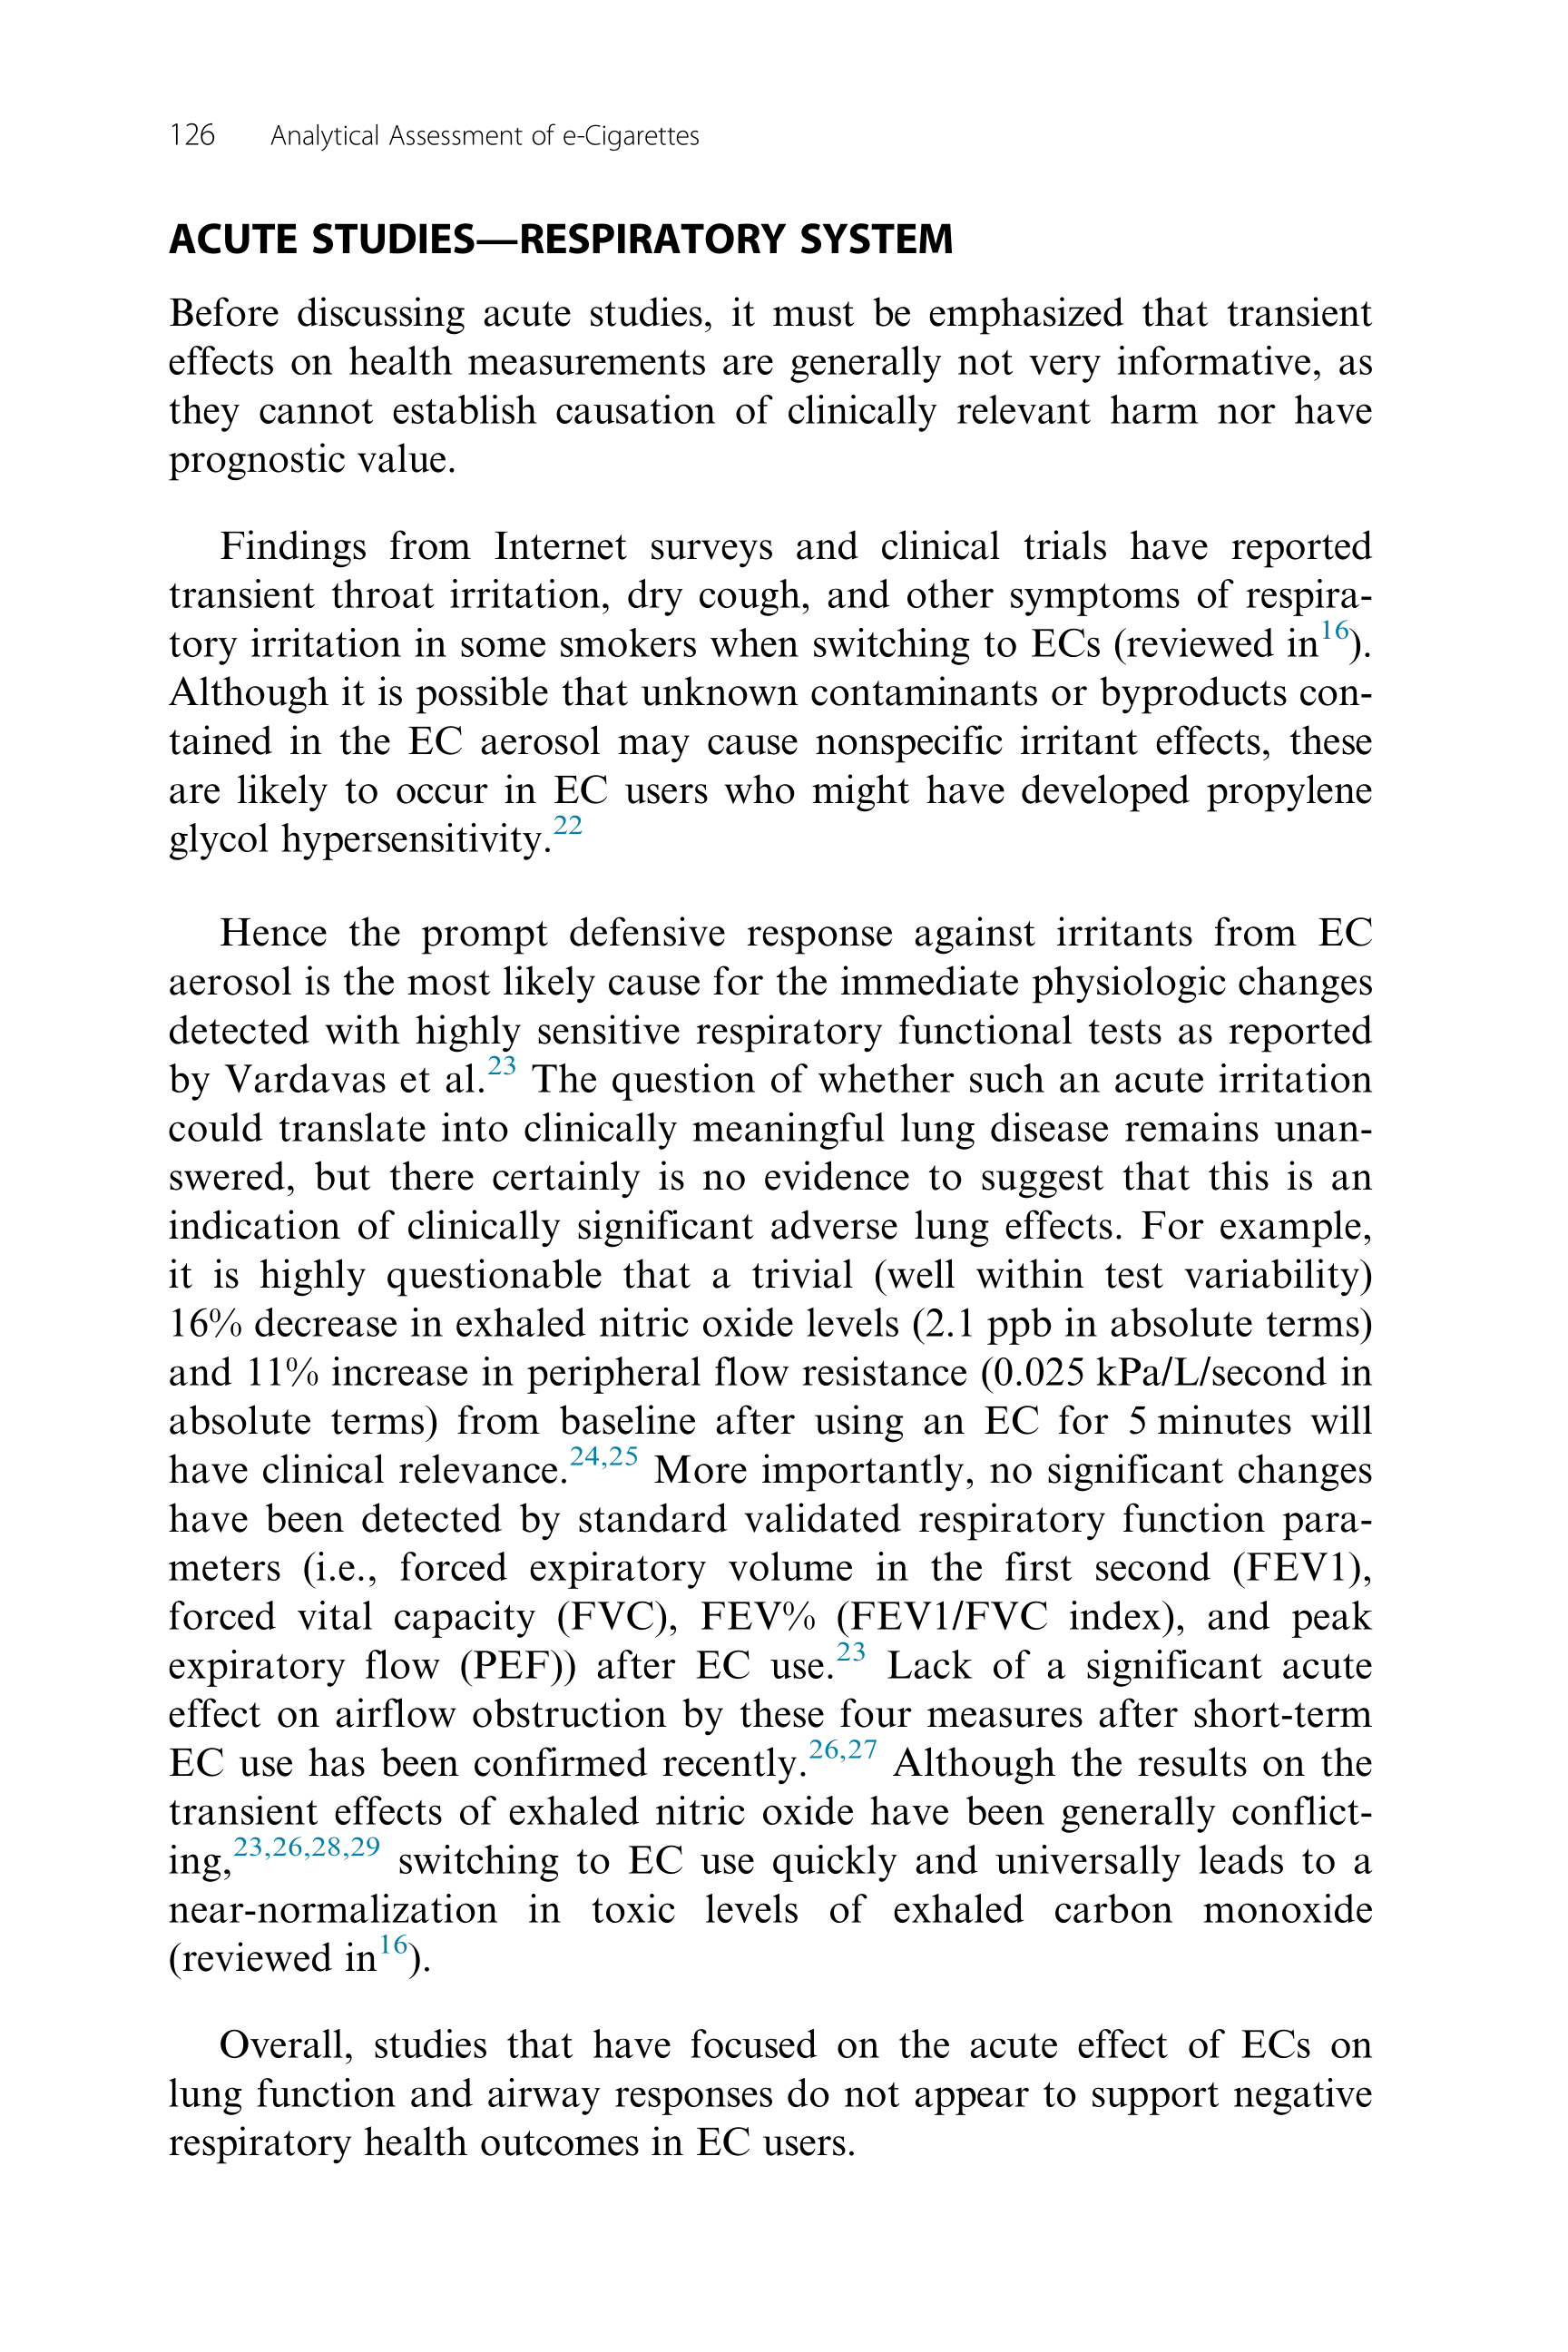 126 Analytical Assessment of e-Cigarettes
ACUTE STUDIES—RESPIRATORY SYSTEM
Before discussing acute studies, it must be emphasized that transient
effects on health measurements are generally not very informative, as
they cannot establish causation of clinically relevant harm nor have
prognostic value.
Findings from Internet surveys and clinical trials have reported
transient throat irritation, dry cough, and other symptoms of respira-
tory irritation in some smokers when switching to ECs (reviewed in16).
Although it is possible that unknown contaminants or byproducts con-
tained in the EC aerosol may cause nonspecific irritant effects, these
are likely to occur in EC users who might have developed propylene
glycol hypersensitivity.22
Hence the prompt defensive response against irritants from EC
aerosol is the most likely cause for the immediate physiologic changes
detected with highly sensitive respiratory functional tests as reported
by Vardavas et al.23 The question of whether such an acute irritation
could translate into clinically meaningful lung disease remains unan-
swered, but there certainly is no evidence to suggest that this is an
indication of clinically significant adverse lung effects. For example,
it is highly questionable that a trivial (well within test variability)
16% decrease in exhaled nitric oxide levels (2.1 ppb in absolute terms)
and 11% increase in peripheral flow resistance (0.025 kPa/L/second in
absolute terms) from baseline after using an EC for 5 minutes will
have clinical relevance.24,25 More importantly, no significant changes
have been detected by standard validated respiratory function para-
meters (i.e., forced expiratory volume in the first second (FEV1),
forced vital capacity (FVC), FEV% (FEV1/FVC index), and peak
expiratory flow (PEF)) after EC use.23 Lack of a significant acute
effect on airflow obstruction by these four measures after short-term
EC use has been confirmed recently.26,27 Although the results on the
transient effects of exhaled nitric oxide have been generally conflict-
ing,23,26,28,29 switching to EC use quickly and universally leads to a
near-normalization in toxic levels of exhaled carbon monoxide
(reviewed in16).
Overall, studies that have focused on the acute effect of ECs on
lung function and airway responses do not appear to support negative
respiratory health outcomes in EC users.